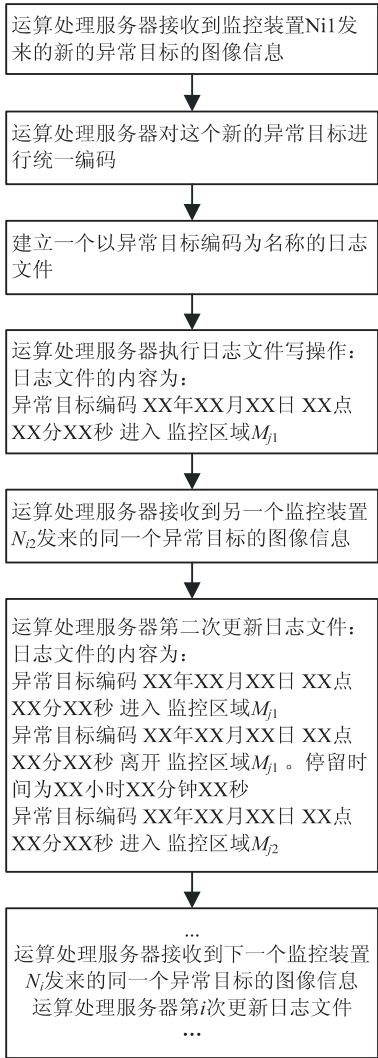 运算处理服务器接收到监控装置Ni1发
来的新的异常目标的图像信息
运算处理服务器对这个新的异常目标进
行统一编码
建立一个以异常目标编码为名称的日志
文件
运算处理服务器执行日志文件写操作：
日志文件的内容为：
异常目标编码 XX年XX月XX日 XX点
XX分XX秒 进入 监控区域Mj1
运算处理服务器接收到另一个监控装置
Ni2发来的同一个异常目标的图像信息
运算处理服务器第二次更新日志文件：
日志文件的内容为：
异常目标编码 XX年XX月XX日 XX点
XX分XX秒 进入 监控区域Mj1
异常目标编码 XX年XX月XX日 XX点
XX分XX秒 离开 监控区域Mj1 。停留时
间为XX小时XX分钟XX秒
异常目标编码 XX年XX月XX日 XX点
XX分XX秒 进入 监控区域Mj2
...
运算处理服务器接收到下一个监控装置
Ni发来的同一个异常目标的图像信息
运算处理服务器第i次更新日志文件
...